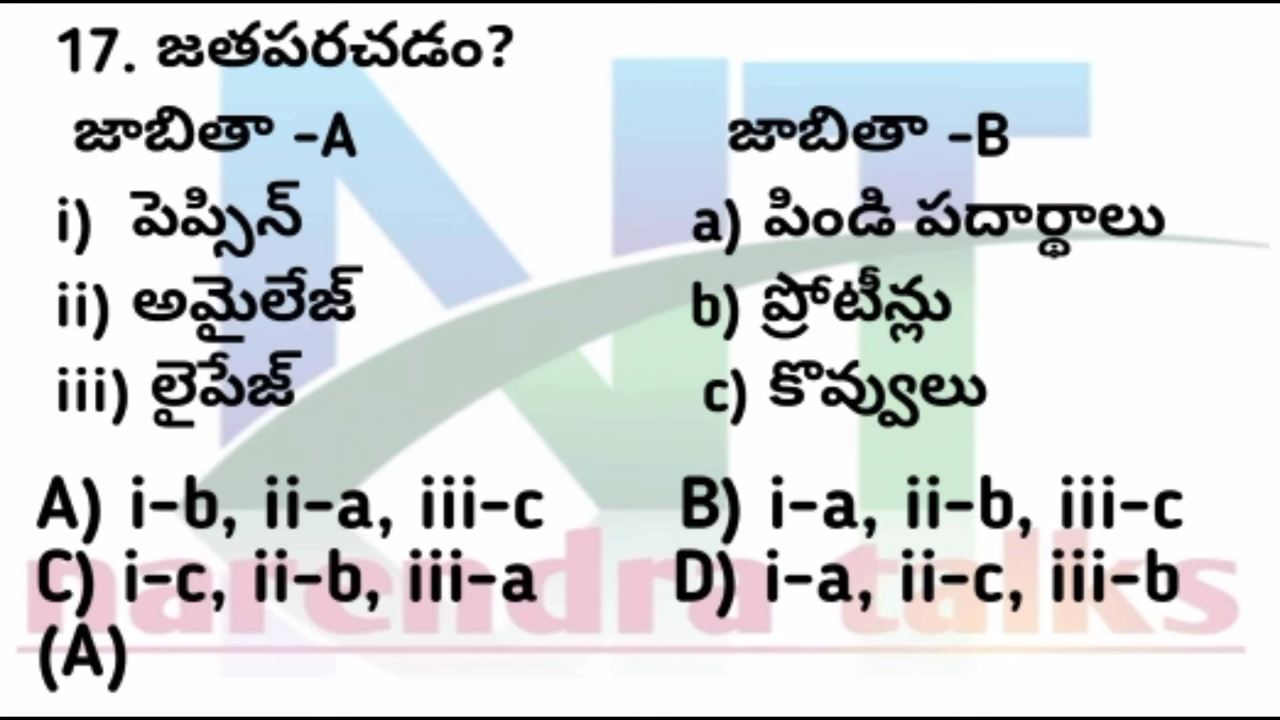 17. జతపరచడం?
జాబితా -A జాబితా -B
i) పెప్సిన్ a) పిండి పదార్థాలు
ii) అమైలేజ్ b) ప్రోటీన్లు
iii) లైపేజ్ c) కొవ్వులు
A) i-b, ii-a, iii-c B) i-a, ii-b, iii-c
C) i-c, ii-b, iii-a D) i-a, ii-c, iii-b
(A)
narendra talks